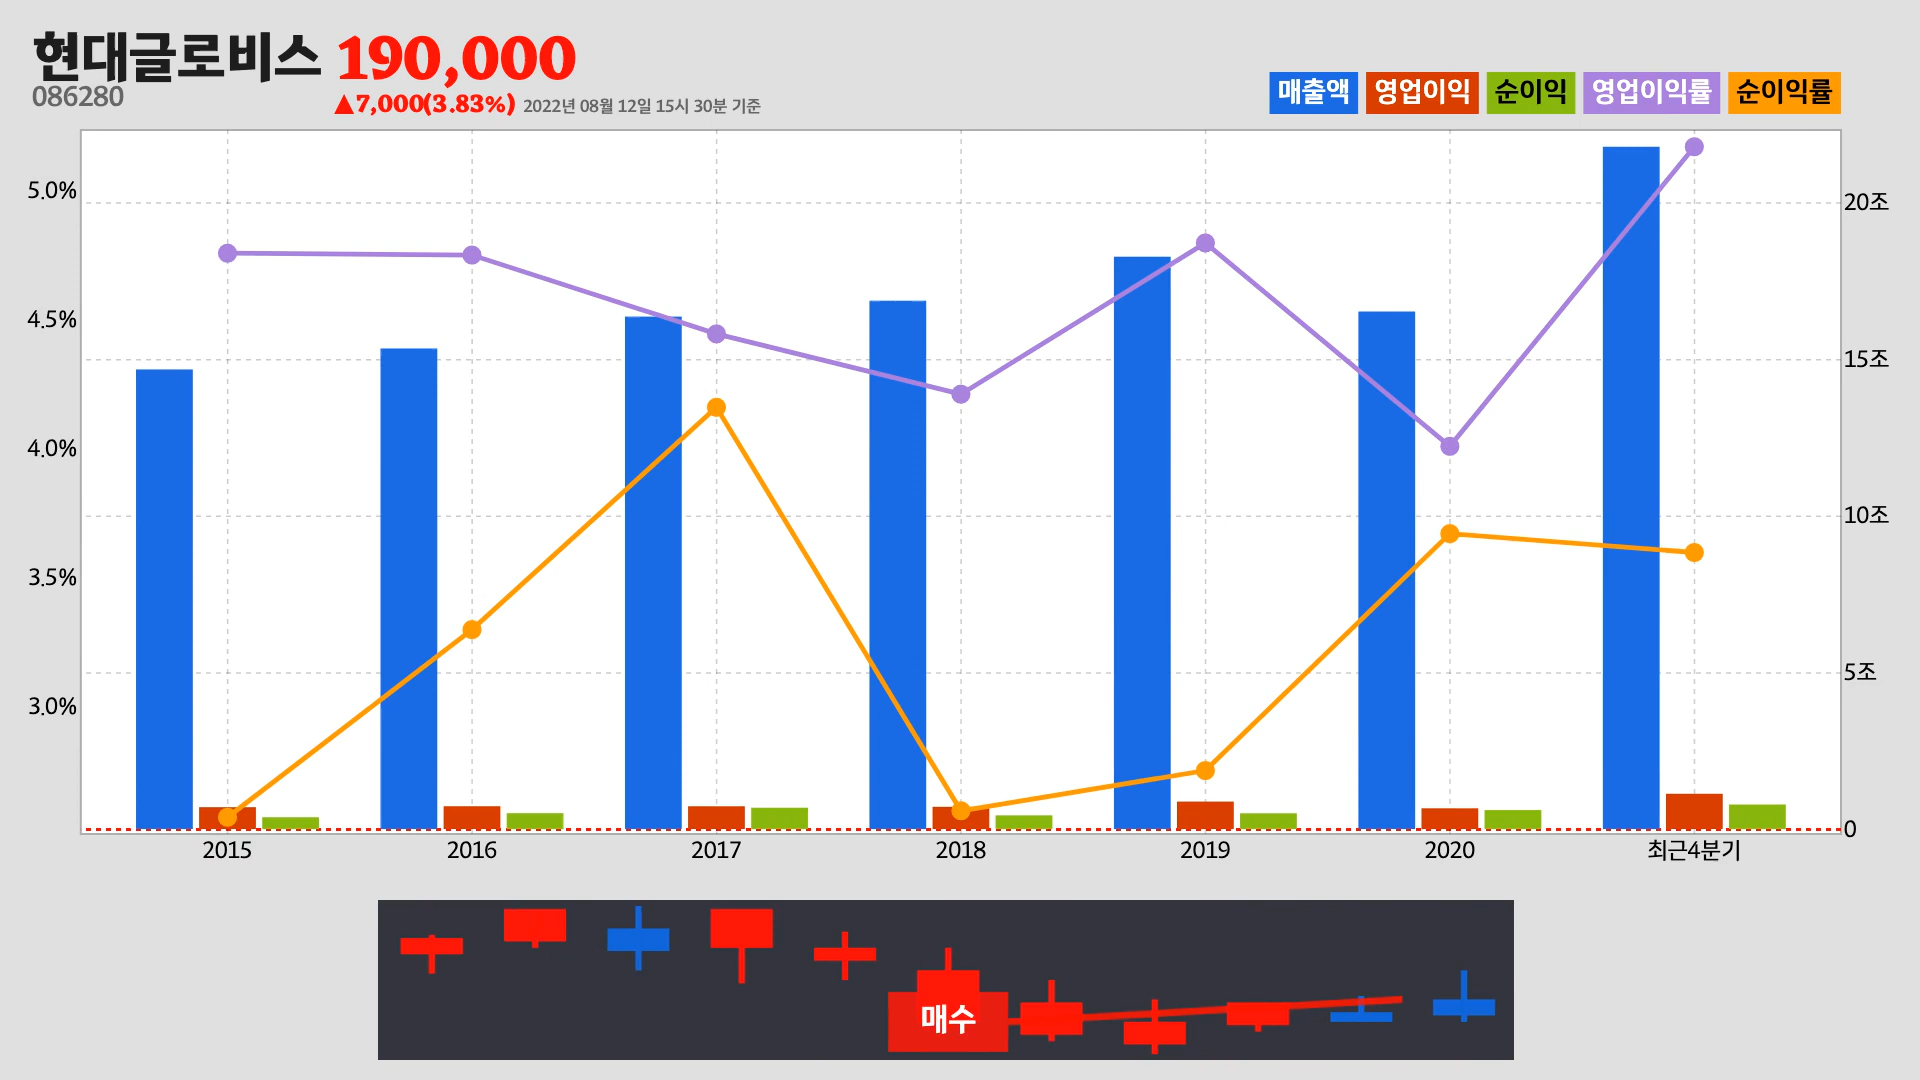 현대글로비스 190,000
086280
▲7,000(3.83%) 2022년 08월 12일 15시 30분 기준
매출액 영업이익 순이익 영업이익률 순이익률
5.0%
4.5%
4.0%
3.5%
3.0%
20조
15조
10조
5조
0
2015 2016 2017 2018 2019 2020 최근4분기
매수